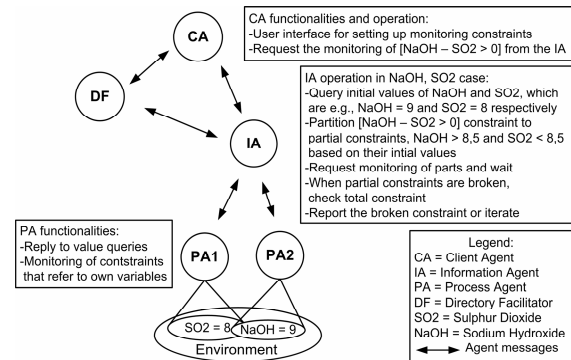 CA functionalities and operation:
-User interface for setting up monitoring constraints
-Request the monitoring of [NaOH – SO2 > 0] from the IA
CA
DF
IA
IA operation in NaOH, SO2 case:
-Query initial values of NaOH and SO2, which
are e.g., NaOH = 9 and SO2 = 8 respectively
-Partition [NaOH – SO2 > 0] constraint to
partial constraints, NaOH > 8,5 and SO2 < 8,5
based on their intial values
-Request monitoring of parts and wait
-When partial constraints are broken,
check total constraint
-Report the broken constraint or iterate
PA functionalities:
-Reply to value queries
-Monitoring of contstraints
that refer to own variables
PA1
PA2
SO2 = 8
NaOH = 9
Environment
Legend:
CA = Client Agent
IA = Information Agent
PA = Process Agent
DF = Directory Facilitator
SO2 = Sulphur Dioxide
NaOH = Sodium Hydroxide
Agent messages